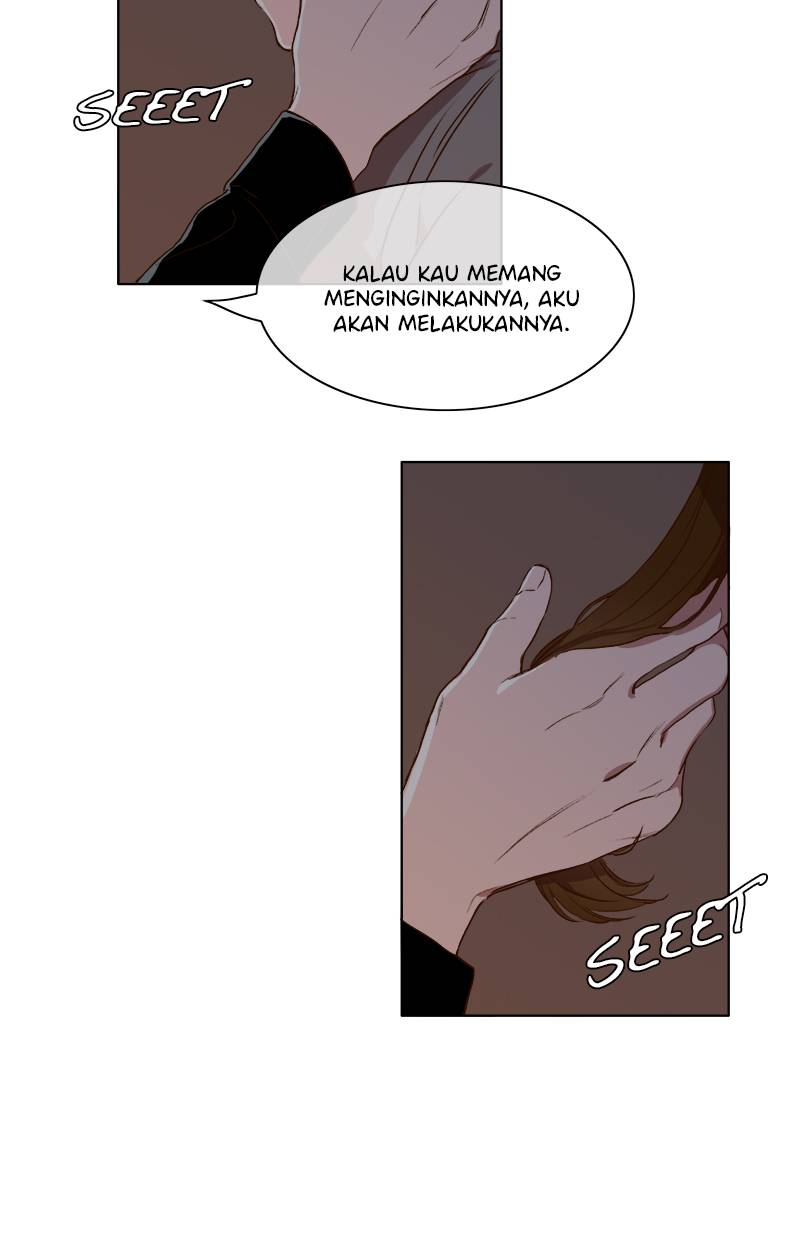 SEEET
KALAU KAU MEMANG
MENGINGINKANNYA, AKU
AKAN MELAKUKANNYA.
SEEET